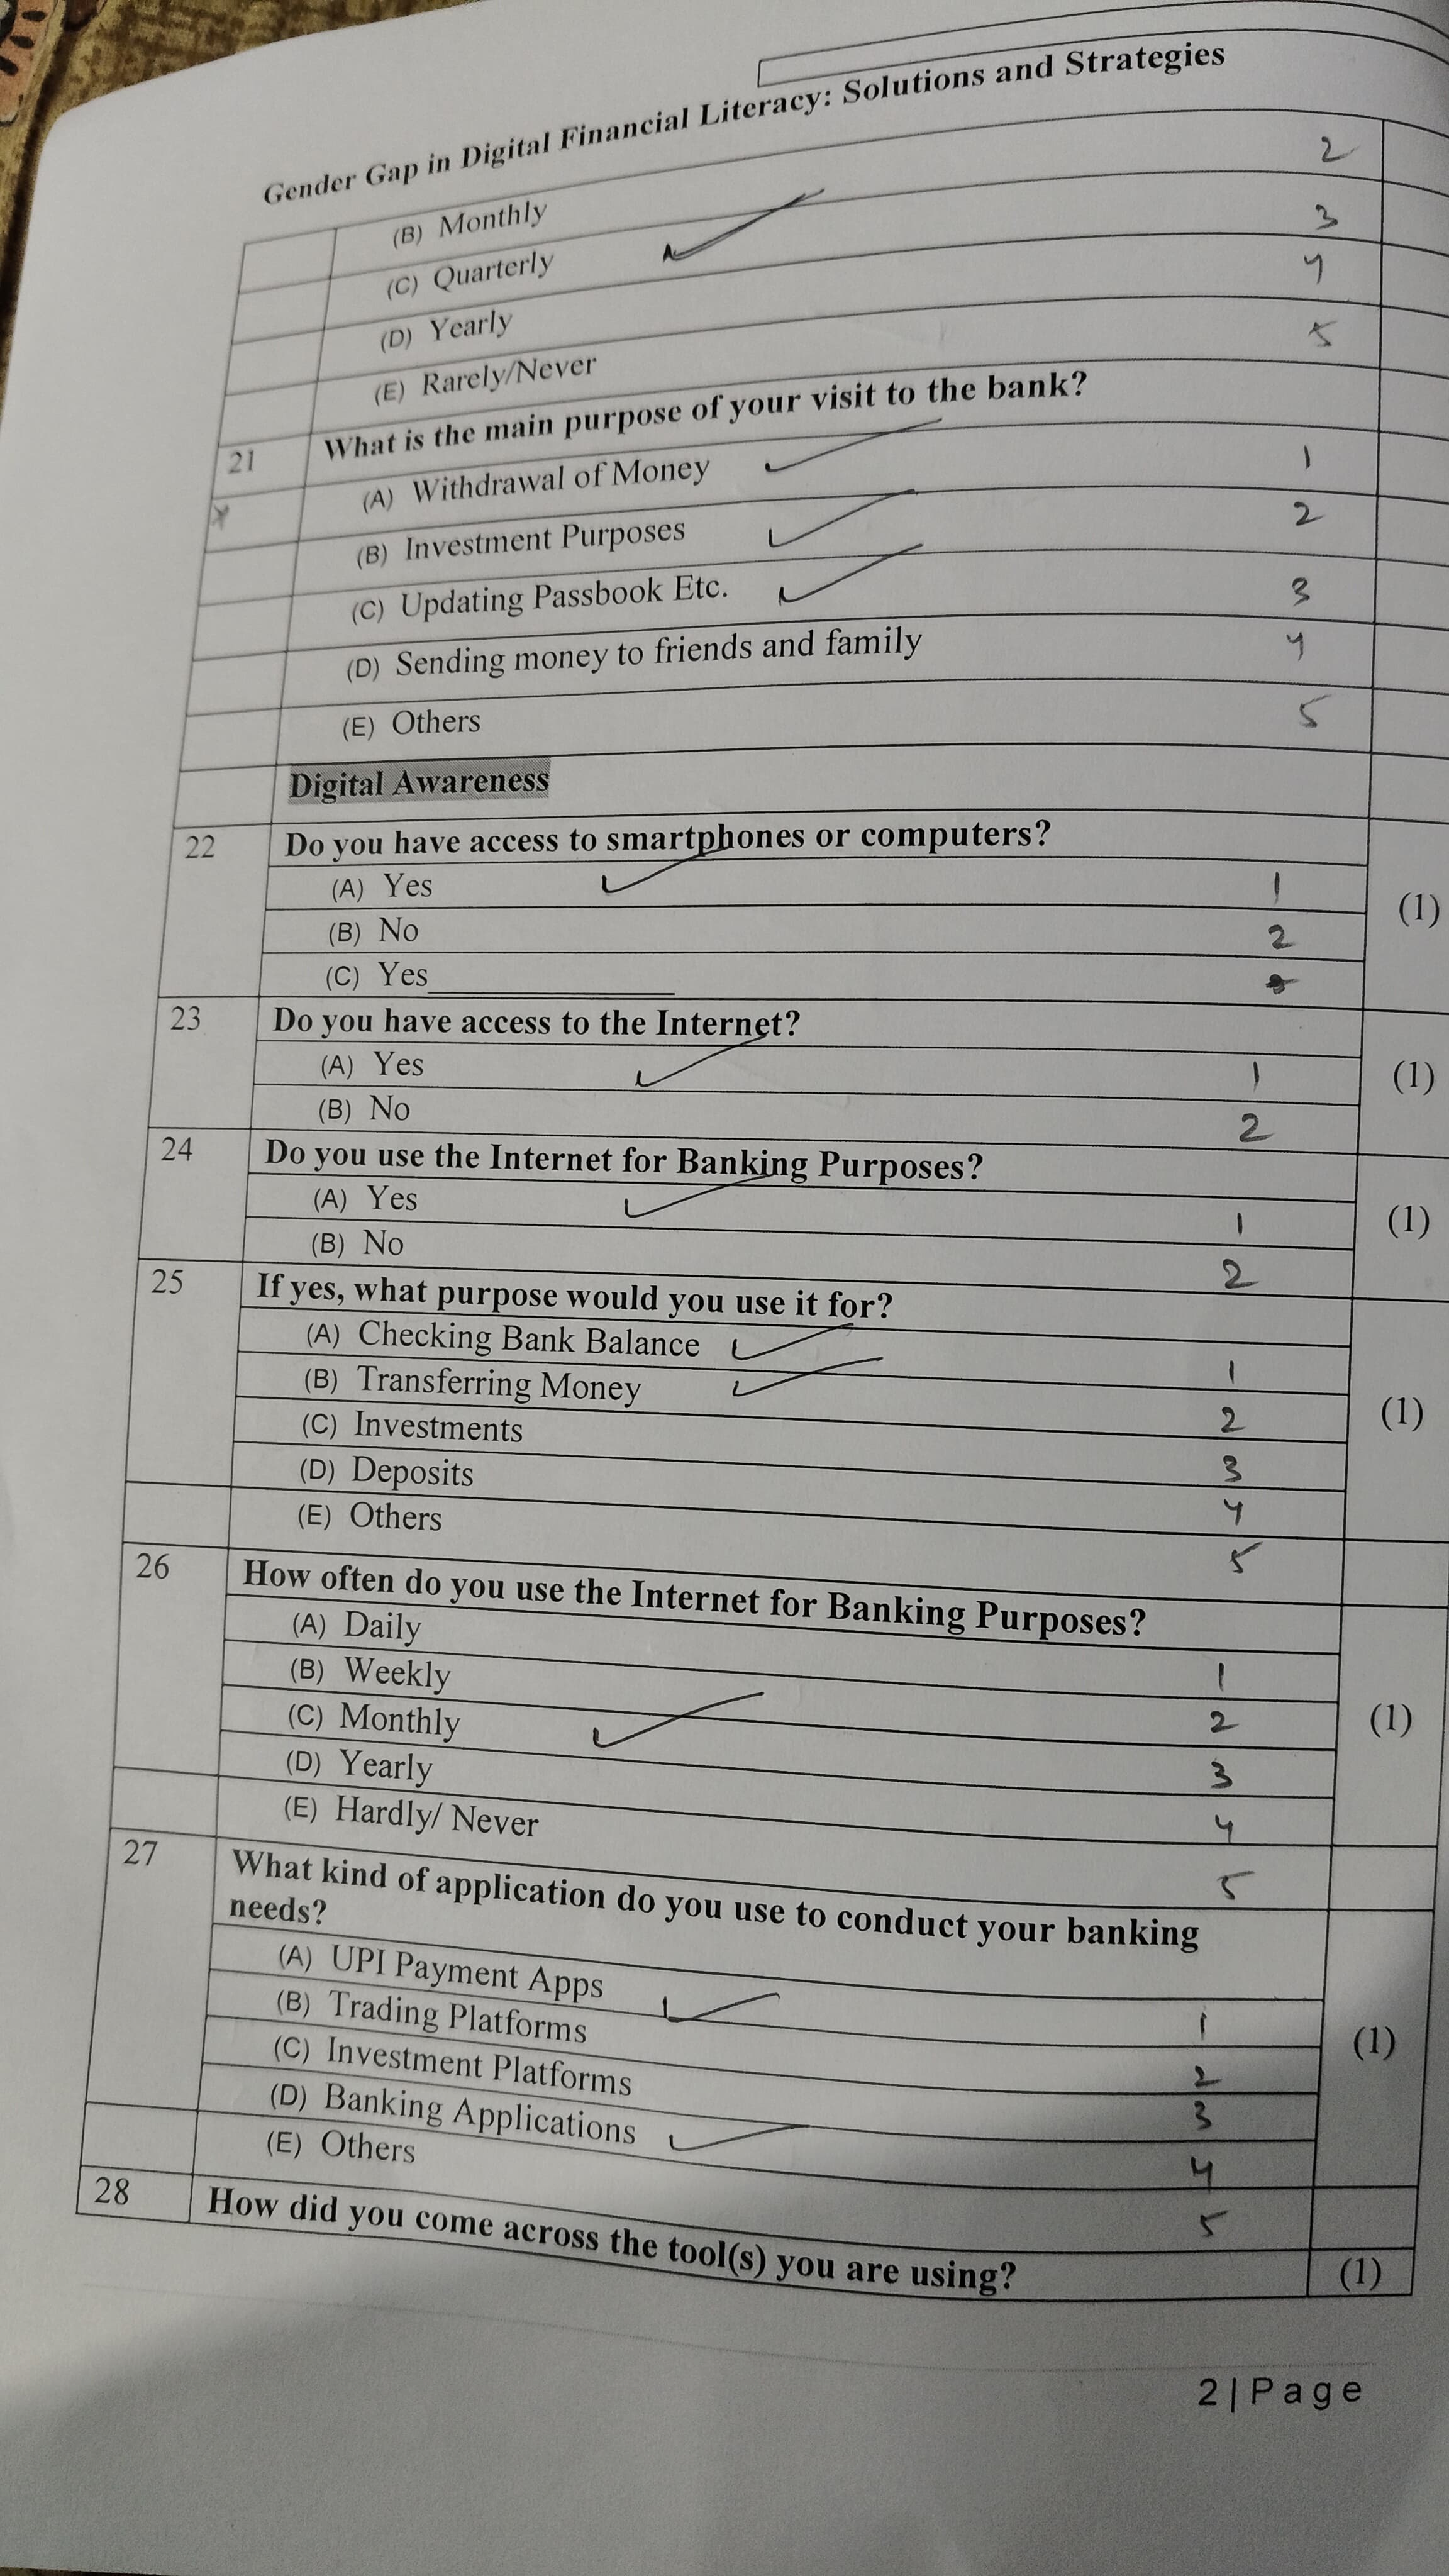 Gender Gap in Digital Financial Literacy: Solutions and Strategies
(B) Monthly 2
(C) Quarterly 3
(D) Yearly 4
(E) Rarely/Never 5
21 What is the main purpose of your visit to the bank?
(A) Withdrawal of Money 1
(B) Investment Purposes 2
(C) Updating Passbook Etc. 3
(D) Sending money to friends and family 4
(E) Others 5
Digital Awareness
22 Do you have access to smartphones or computers?
(A) Yes 1 (1)
(B) No 2
(C) Yes
23 Do you have access to the Internet?
(A) Yes 1 (1)
(B) No 2
24 Do you use the Internet for Banking Purposes?
(A) Yes 1 (1)
(B) No 2
25 If yes, what purpose would you use it for?
(A) Checking Bank Balance 1
(B) Transferring Money 2 (1)
(C) Investments 3
(D) Deposits 4
(E) Others 5
26 How often do you use the Internet for Banking Purposes?
(A) Daily 1
(B) Weekly 2 (1)
(C) Monthly 3
(D) Yearly 4
(E) Hardly/ Never 5
27 What kind of application do you use to conduct your banking
needs?
(A) UPI Payment Apps 1 (1)
(B) Trading Platforms 2
(C) Investment Platforms 3
(D) Banking Applications 4
(E) Others 5
28 How did you come across the tool(s) you are using? (1)
2 | Page